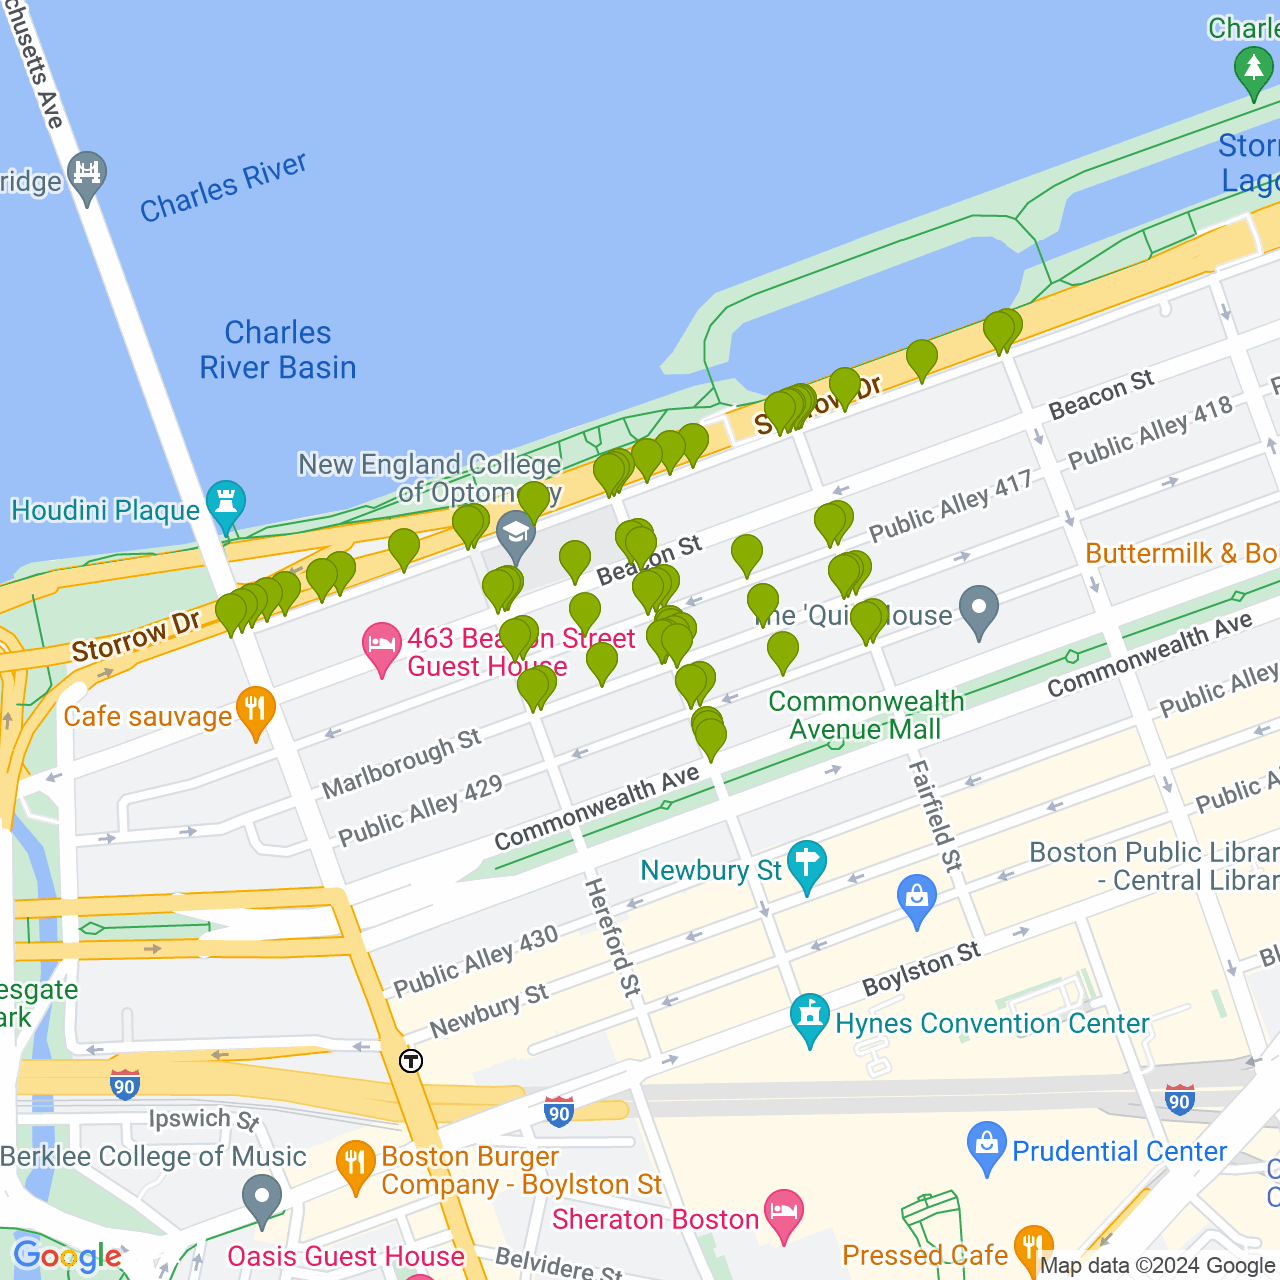 Charle
chusetts Ave
Storr
Lago
ridge
Charles River
Charles
River Basin
Beacon St
Storrow Dr
Public Alley 418
New England College
of Optometry
Public Alley 417
Houdini Plaque
Beacon St
Buttermilk & Bo
The 'Quin House
Storrow Dr
463 Beacon Street
Guest House
Commonwealth Ave
Public Alley
Cafe sauvage
Commonwealth
Avenue Mall
Marlborough St
Public Alley 429
Commonwealth Ave
Public A
Fairfield St
Newbury St
Boston Public Librar
- Central Librar
Hereford St
Public Alley 430
Boylston St
Bl
esgate
ark
Newbury St
Hynes Convention Center
T
90
90
90
Ipswich St
Berklee College of Music
Boston Burger
Company - Boylston St
Prudential Center
C
C
Sheraton Boston
Oasis Guest House
Belvidere St
Pressed Cafe
Google
Map data ©2024 Google